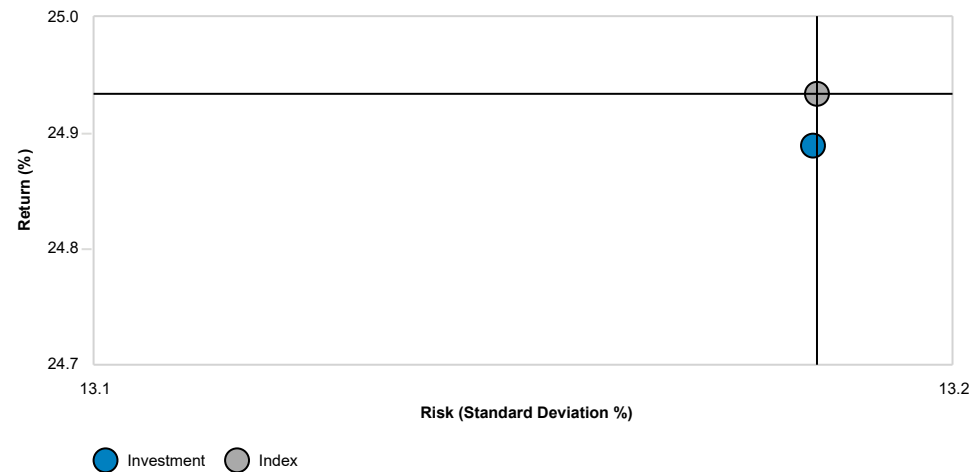 25.0
24.9
24.8
24.7
Return (%)
13.1
13.2
Risk (Standard Deviation %)
Investment
Index